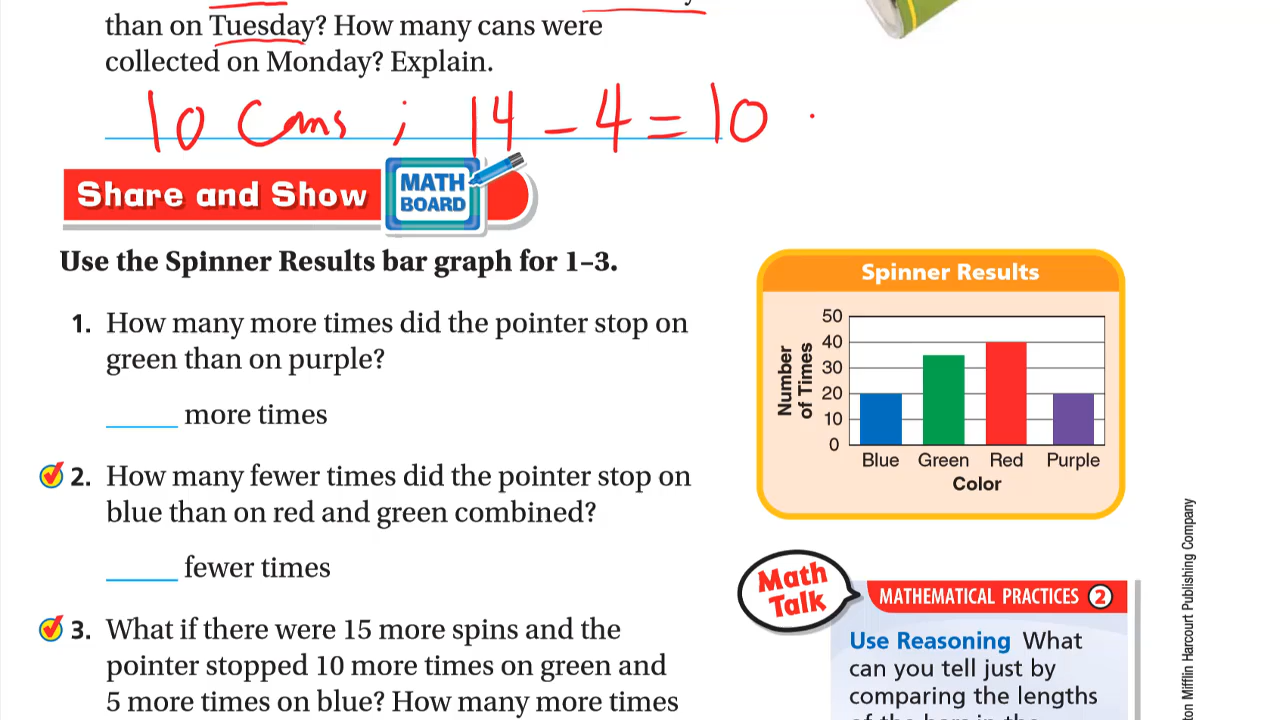 than on Tuesday? How many cans were
collected on Monday? Explain.
10 cans ; 14 - 4 = 10 .
Share and Show
MATH
BOARD
Use the Spinner Results bar graph for 1–3.
1. How many more times did the pointer stop on
green than on purple?
more times
2. How many fewer times did the pointer stop on
blue than on red and green combined?
fewer times
3. What if there were 15 more spins and the
pointer stopped 10 more times on green and
5 more times on blue? How many more times
Spinner Results
Number
of Times
50
40
30
20
10
0
Blue Green Red Purple
Color
Math
Talk
MATHEMATICAL PRACTICES 2
Use Reasoning What
can you tell just by
comparing the lengths
of the bars in the
Mifflin Harcourt Publishing Company